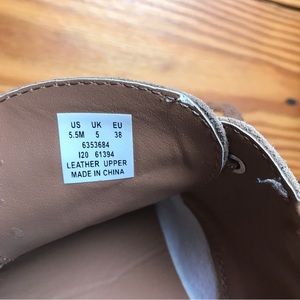 US UK EU
5.5M 5 38
6353684
I20 61394
LEATHER UPPER
MADE IN CHINA